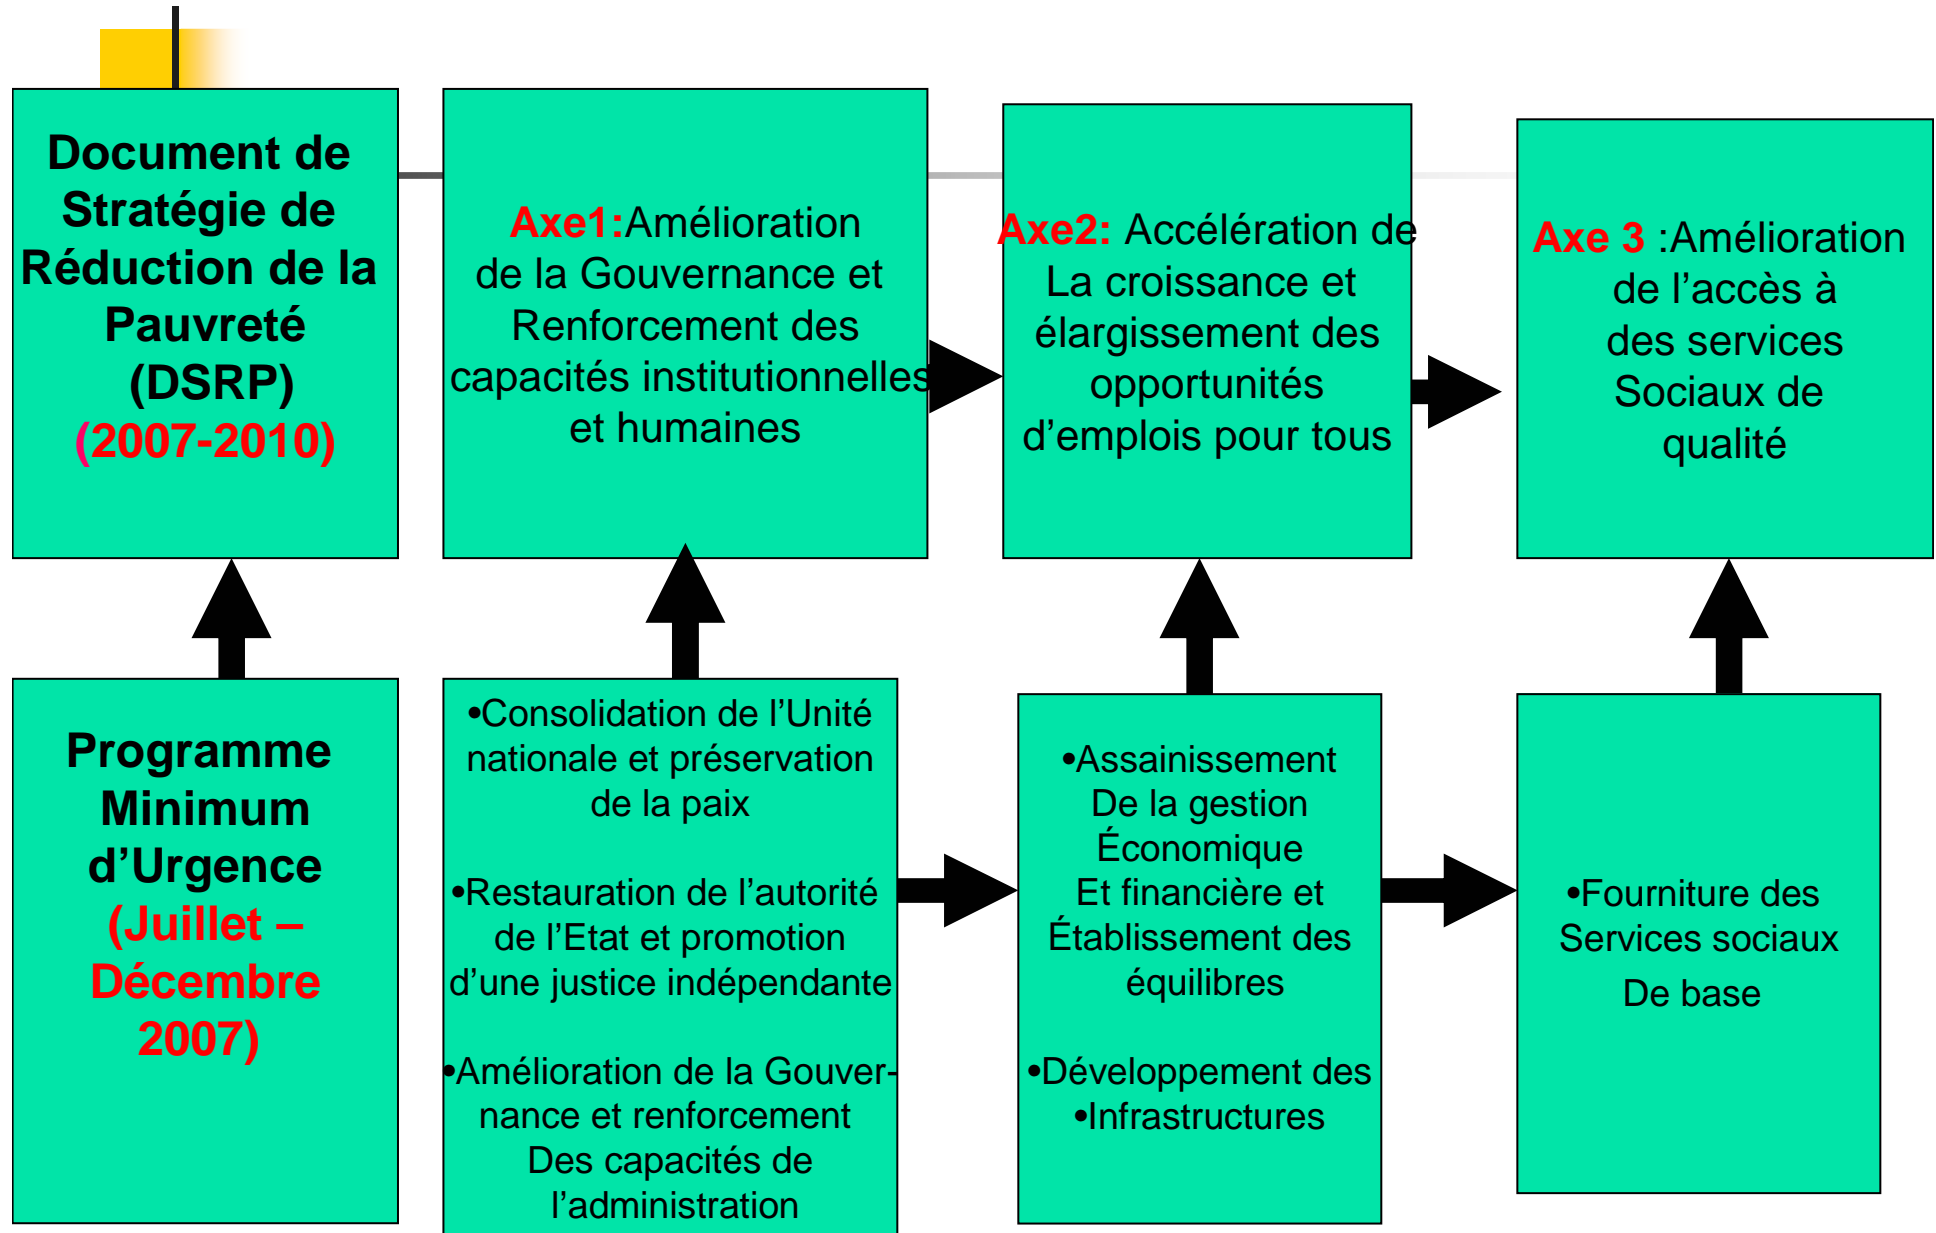 Document de
Stratégie de
Réduction de la
Pauvreté
(DSRP)
(2007-2010)
Axe1:Amélioration
de la Gouvernance et
Renforcement des
capacités institutionnelles
et humaines
Axe2: Accélération de
La croissance et
élargissement des
opportunités
d’emplois pour tous
Axe 3 :Amélioration
de l’accès à
des services
Sociaux de
qualité
Programme
Minimum
d’Urgence
(Juillet –
Décembre
2007)
•Consolidation de l’Unité
nationale et préservation
de la paix
•Restauration de l’autorité
de l’Etat et promotion
d’une justice indépendante
•Amélioration de la Gouver-
nance et renforcement
Des capacités de
l’administration
•Assainissement
De la gestion
Économique
Et financière et
Établissement des
équilibres
•Développement des
•Infrastructures
•Fourniture des
Services sociaux
De base